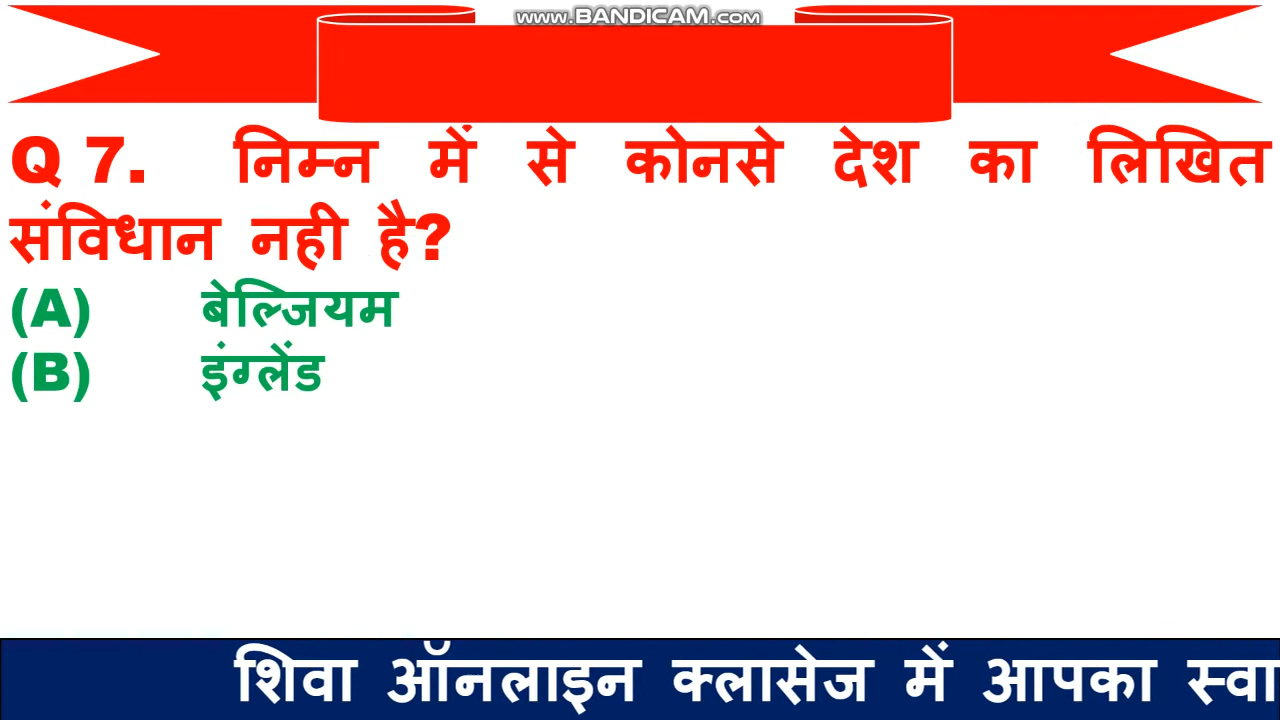 www.BANDICAM.com
Q 7. निम्न में से कोनसे देश का लिखित
संविधान नही है?
(A) बेल्जियम
(B) इंग्लेंड
शिवा ऑनलाइन क्लासेज में आपका स्वा